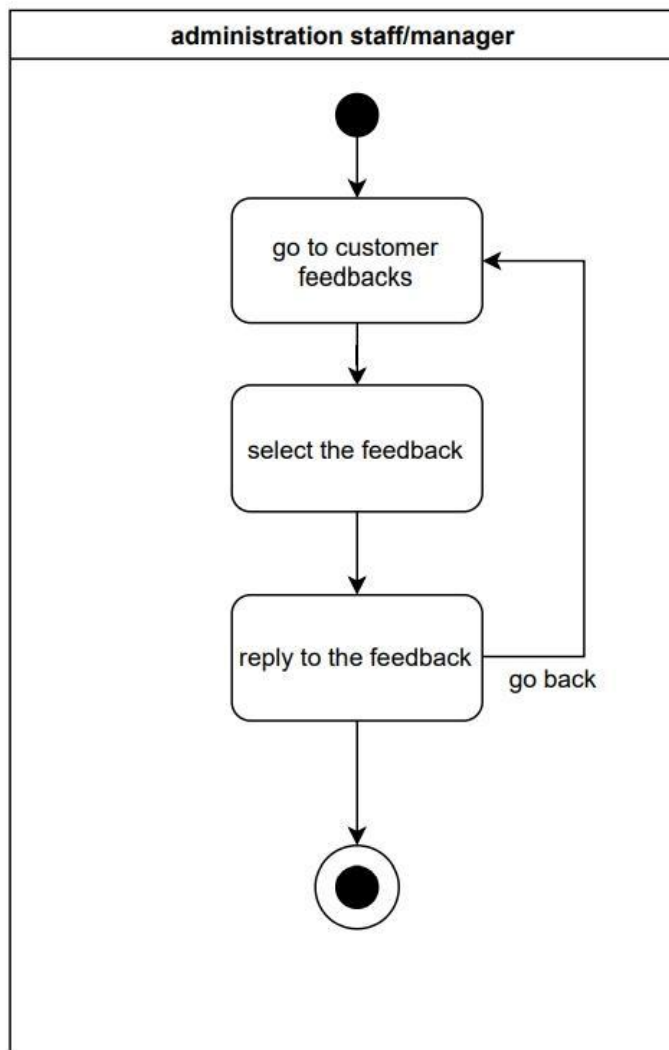 administration staff/manager
go to customer
feedbacks
select the feedback
reply to the feedback
go back